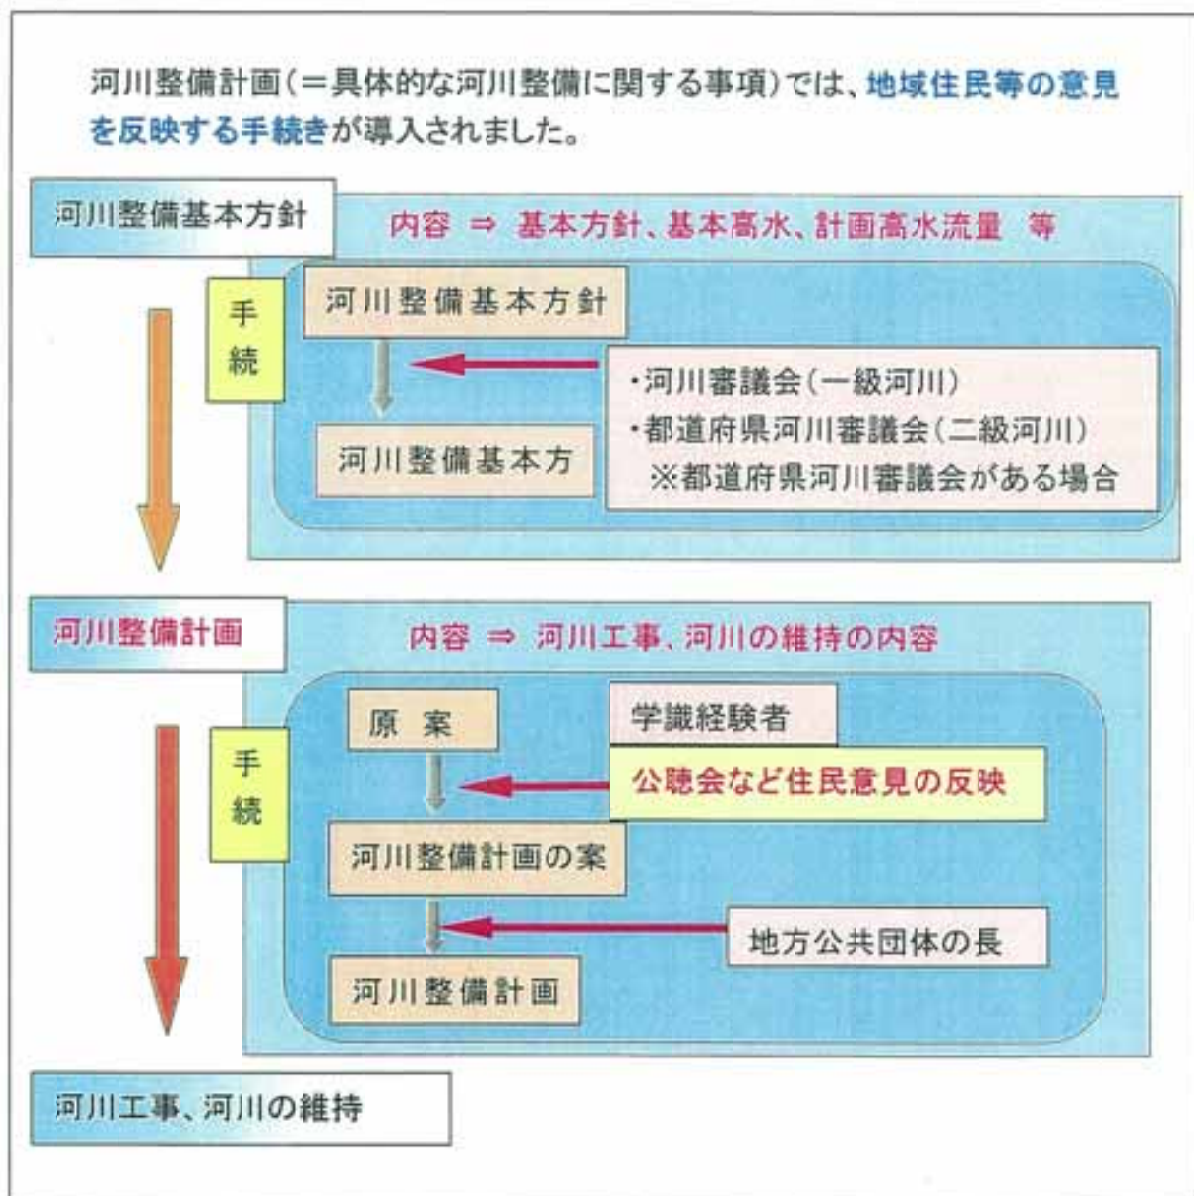 河川整備計画（＝具体的な河川整備に関する事項）では、地域住民等の意見
を反映する手続きが導入されました。
河川整備基本方針
内容 ⇒ 基本方針、基本高水、計画高水流量 等
手
続
河川整備基本方針
・河川審議会（一級河川）
・都道府県河川審議会（二級河川）
※都道府県河川審議会がある場合
河川整備基本方
河川整備計画
内容 ⇒ 河川工事、河川の維持の内容
手
続
原 案
学識経験者
公聴会など住民意見の反映
河川整備計画の案
地方公共団体の長
河川整備計画
河川工事、河川の維持